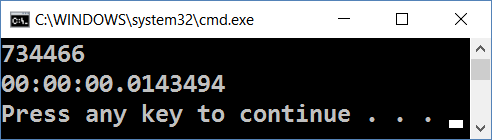 C:\WINDOWS\system32\cmd.exe
734466
00:00:00.0143494
Press any key to continue . . .